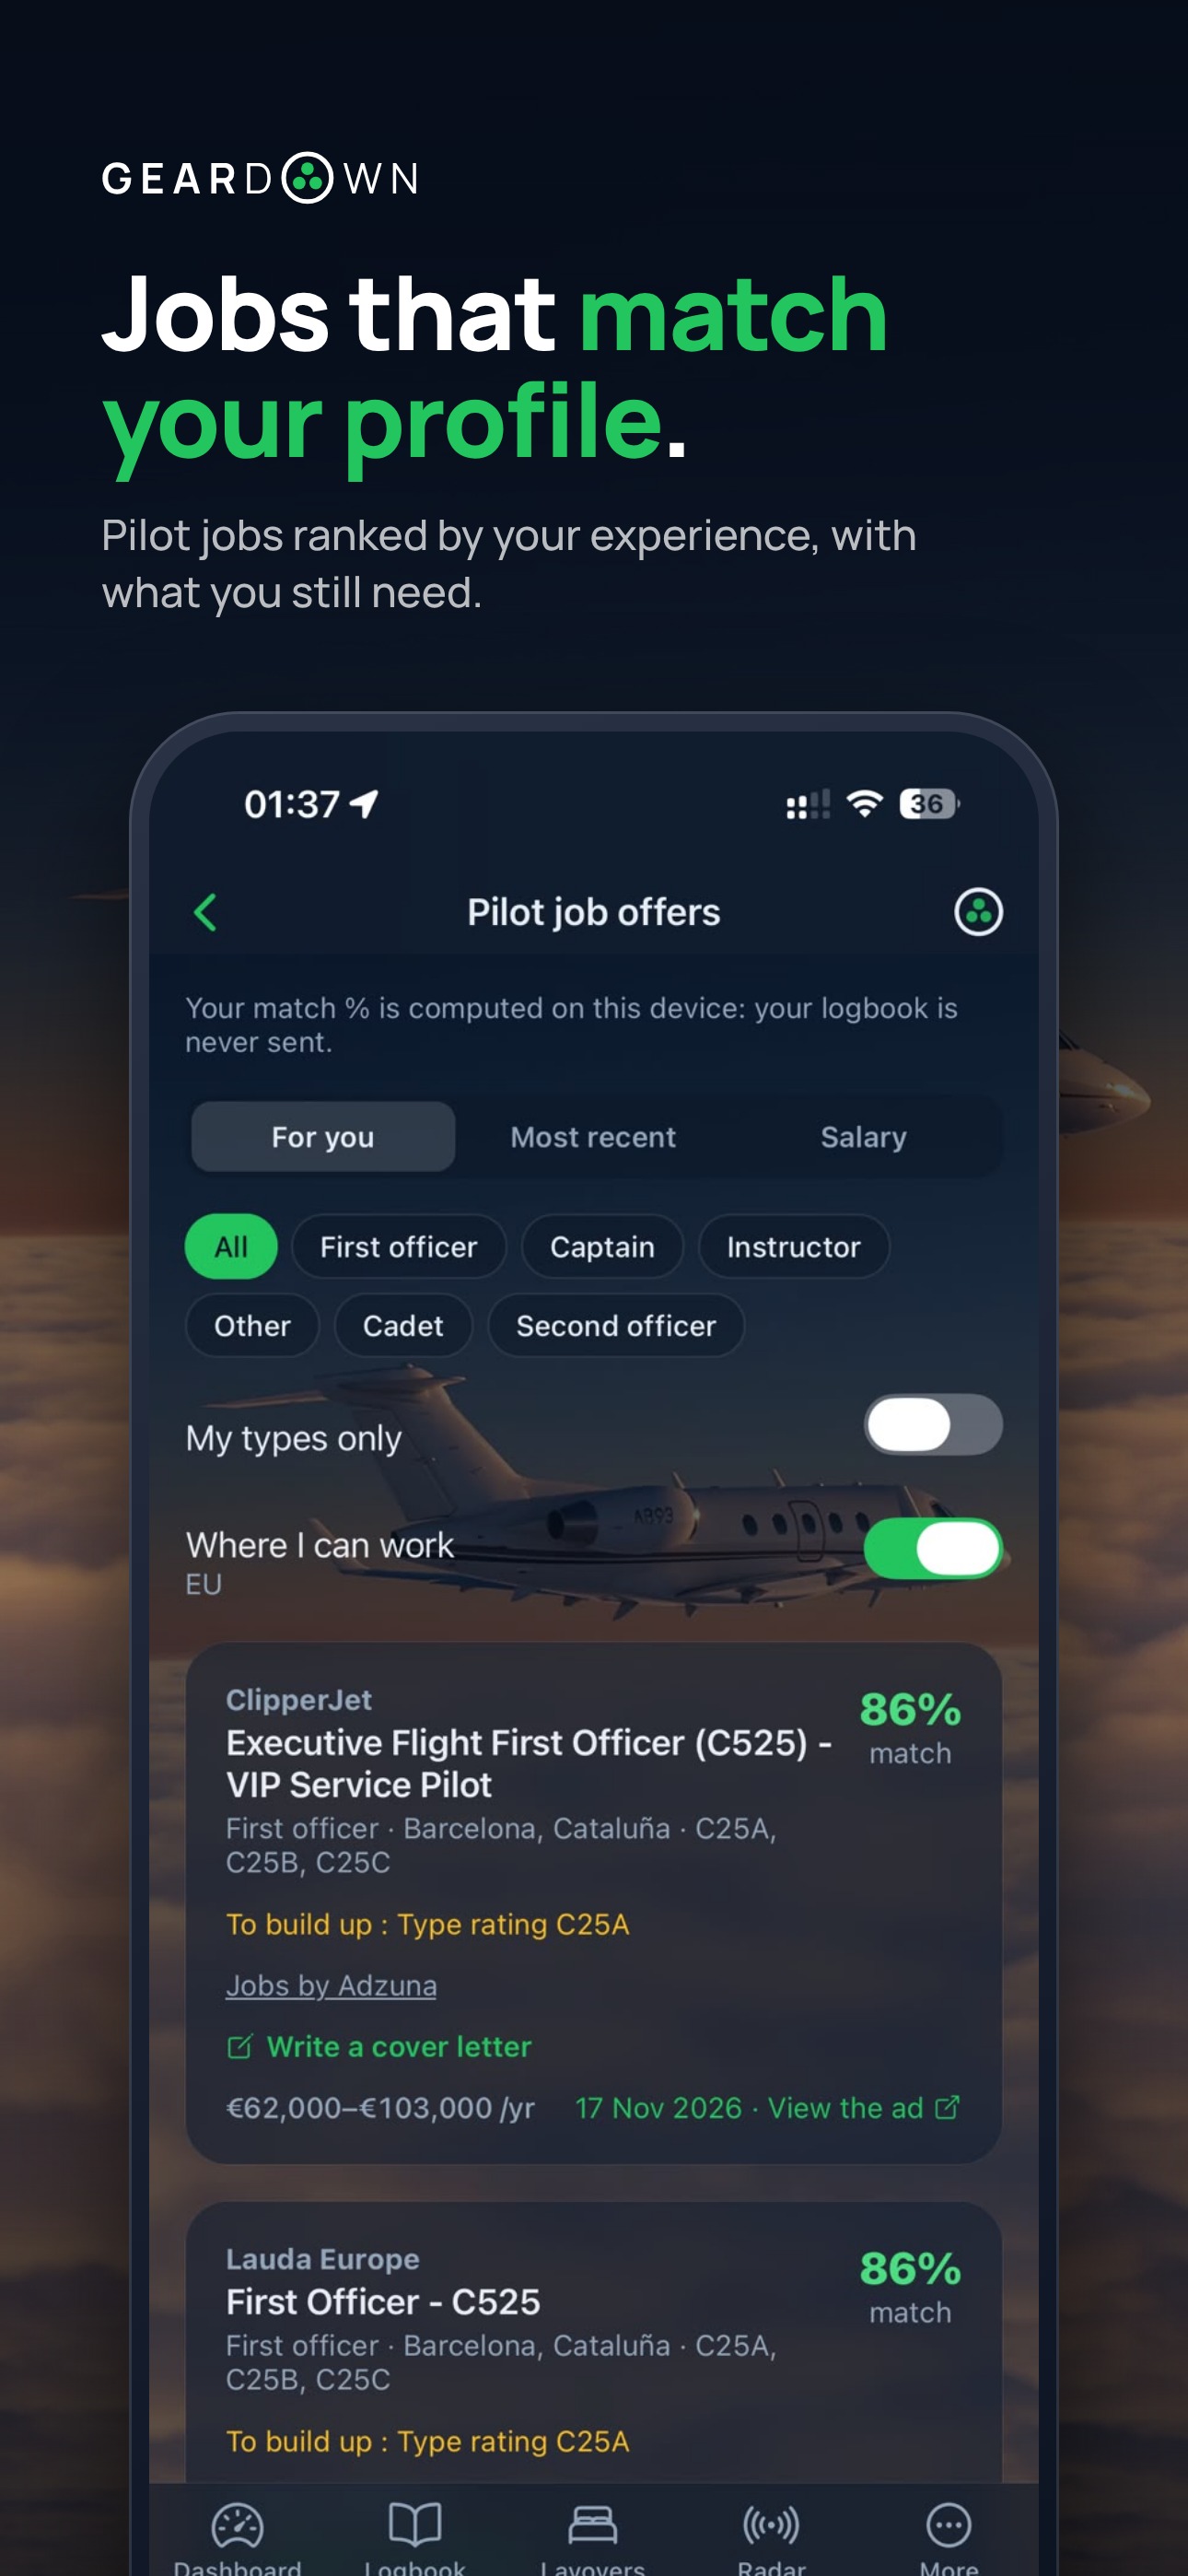 GEARDOWN
Jobs that match
your profile.
Pilot jobs ranked by your experience, with
what you still need.
01:37
36
Pilot job offers
Your match % is computed on this device: your logbook is
never sent.
For you
Most recent
Salary
All
First officer
Captain
Instructor
Other
Cadet
Second officer
My types only
Where I can work
EU
ClipperJet
86%
Executive Flight First Officer (C525) -
match
VIP Service Pilot
First officer · Barcelona, Cataluña · C25A,
C25B, C25C
To build up : Type rating C25A
Jobs by Adzuna
Write a cover letter
€62,000–€103,000 /yr
17 Nov 2026 · View the ad
Lauda Europe
86%
First Officer - C525
match
First officer · Barcelona, Cataluña · C25A,
C25B, C25C
To build up : Type rating C25A
Dashboard
Logbook
Layovers
Radar
More